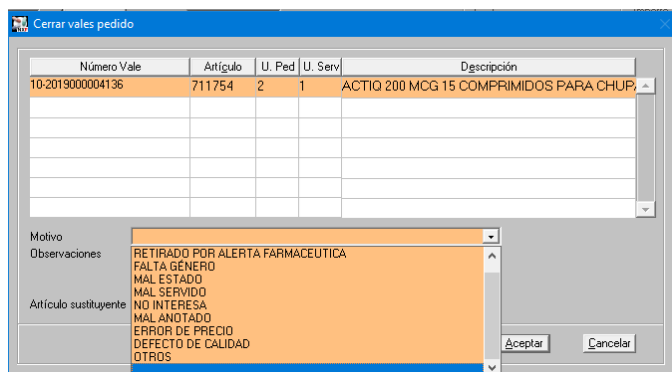 Cerrar vales pedido
Número Vale Artículo U. Ped U. Serv Descripción
10-2019000004136 711754 2 1 ACTIQ 200 MCG 15 COMPRIMIDOS PARA CHUP
Motivo
Observaciones
RETIRADO POR ALERTA FARMACEUTICA
FALTA GÉNERO
MAL ESTADO
MAL SERVIDO
Artículo sustituyente NO INTERESA
MAL ANOTADO
ERROR DE PRECIO
DEFECTO DE CALIDAD
OTROS
Aceptar Cancelar